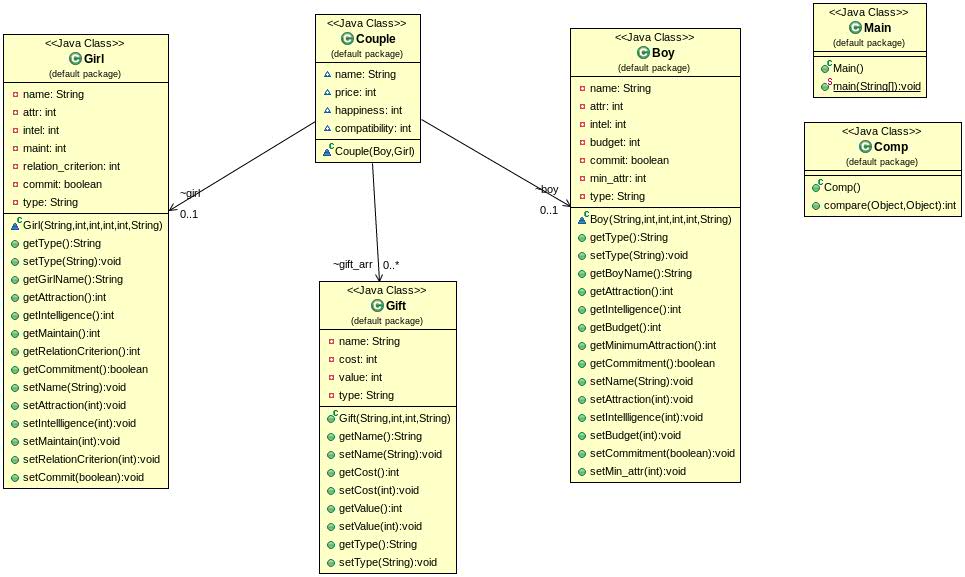 <<Java Class>>
Girl
(default package)
name: String
attr: int
intel: int
maint: int
relation_criterion: int
commit: boolean
type: String
Girl(String,int,int,int,int,String)
getType():String
setType(String):void
getGirlName():String
getAttraction():int
getIntelligence():int
getMaintain():int
getRelationCriterion():int
getCommitment():boolean
setName(String):void
setAttraction(int):void
setIntellligence(int):void
setMaintain(int):void
setRelationCriterion(int):void
setCommit(boolean):void
<<Java Class>>
Couple
(default package)
name: String
price: int
happiness: int
compatibility: int
Couple(Boy,Girl)
~girl
0..1
~gift_arr
0..*
~boy
0..1
<<Java Class>>
Gift
(default package)
name: String
cost: int
value: int
type: String
Gift(String,int,int,String)
getName():String
setName(String):void
getCost():int
setCost(int):void
getValue():int
setValue(int):void
getType():String
setType(String):void
<<Java Class>>
Boy
(default package)
name: String
attr: int
intel: int
budget: int
commit: boolean
min_attr: int
type: String
Boy(String,int,int,int,int,String)
getType():String
setType(String):void
getBoyName():String
getAttraction():int
getIntelligence():int
getBudget():int
getMinimumAttraction():int
getCommitment():boolean
setName(String):void
setAttraction(int):void
setIntellligence(int):void
setBudget(int):void
setCommitment(boolean):void
setMin_attr(int):void
<<Java Class>>
Main
(default package)
Main()
main(String[]):void
<<Java Class>>
Comp
(default package)
Comp()
compare(Object,Object):int